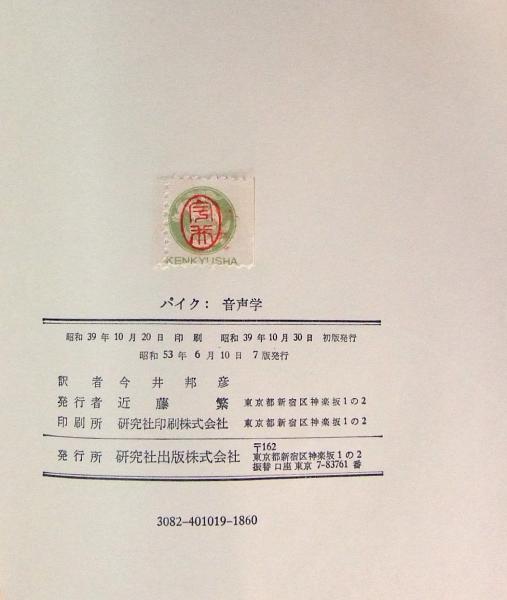 KENKYUSHA
パイク： 音声学
昭和 39 年 10 月 20 日 印 刷 昭和 39 年 10 月 30 日 初版発行
昭和 53 年 6 月 10 日 7 版発行
訳 者 今 井 邦 彦
発行者 近 藤 繁 東京都新宿区神楽坂1の2
印刷所 研究社印刷株式会社 東京都新宿区神楽坂1の2
発行所 研究社出版株式会社 〒162
東京都新宿区神楽坂1の2
振替 口座 東京 7-83761 番
3082-401019-1860